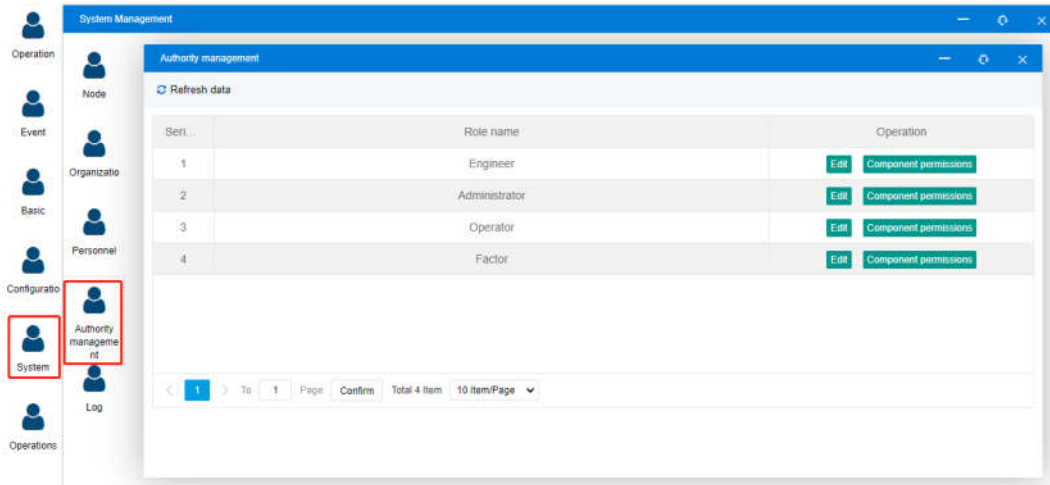 Operation
Event
Basic
Configuratio
System
Operations
System Management
Node
Organizatio
Personnel
Authority
manageme
nt
Log
Authority management
Refresh data
Seri... Role name Operation
1 Engineer Edit Component permissions
2 Administrator Edit Component permissions
3 Operator Edit Component permissions
4 Factor Edit Component permissions
1 To 1 Page Confirm Total 4 Item 10 Item/Page